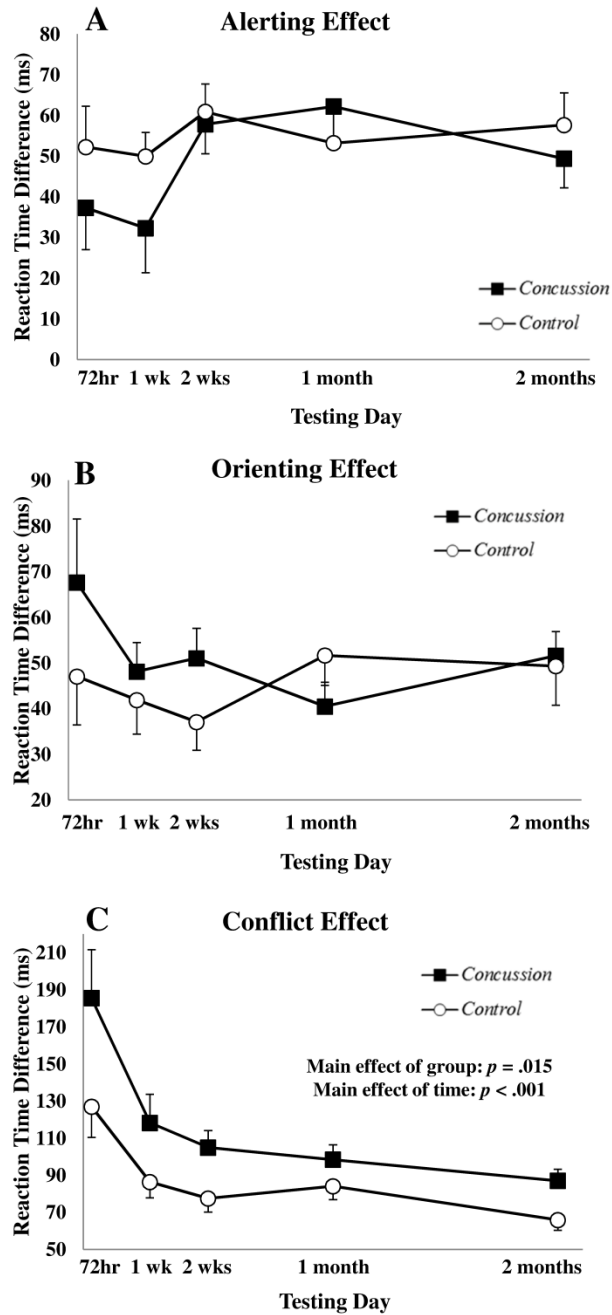 A
Alerting Effect
Reaction Time Difference (ms)
80
70
60
50
40
30
20
10
0
Concussion
Control
72hr 1 wk 2 wks 1 month 2 months
Testing Day
B
Orienting Effect
Reaction Time Difference (ms)
90
80
70
60
50
40
30
20
Concussion
Control
72hr 1 wk 2 wks 1 month 2 months
Testing Day
C
Conflict Effect
Reaction Time Difference (ms)
210
190
170
150
130
110
90
70
50
Concussion
Control
Main effect of group: p = .015
Main effect of time: p < .001
72hr 1 wk 2 wks 1 month 2 months
Testing Day